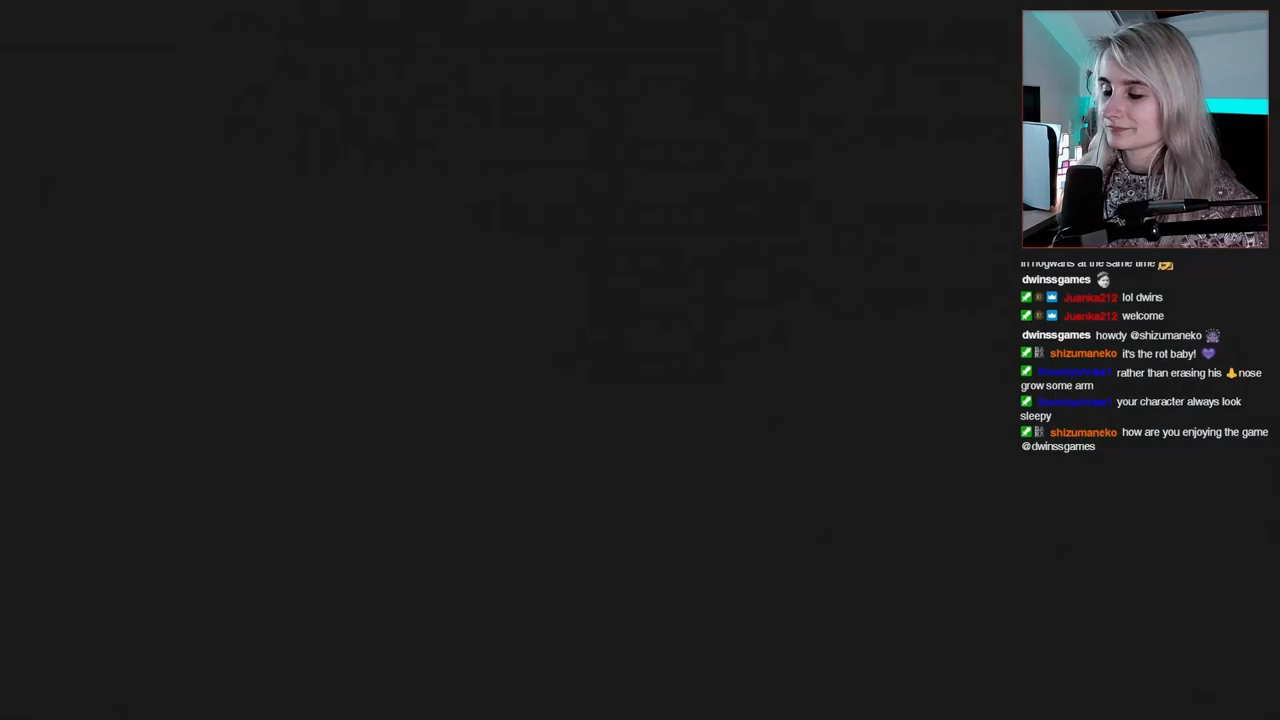 in hogwarts at the same time
dwinssgames
Juanka212 lol dwins
Juanka212 welcome
dwinssgames howdy @shizumaneko
shizumaneko it's the rot baby!
rather than erasing his nose
grow some arm
your character always look
sleepy
shizumaneko how are you enjoying the game
@dwinssgames